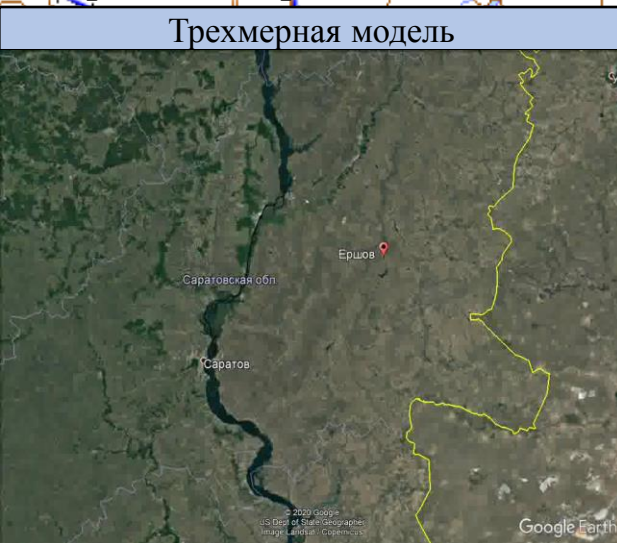 Трехмерная модель
Ершов
Саратовская обл.
Саратов
© 2020 Google
US Dept of State Geographer
Image Landsat / Copernicus
Google Earth